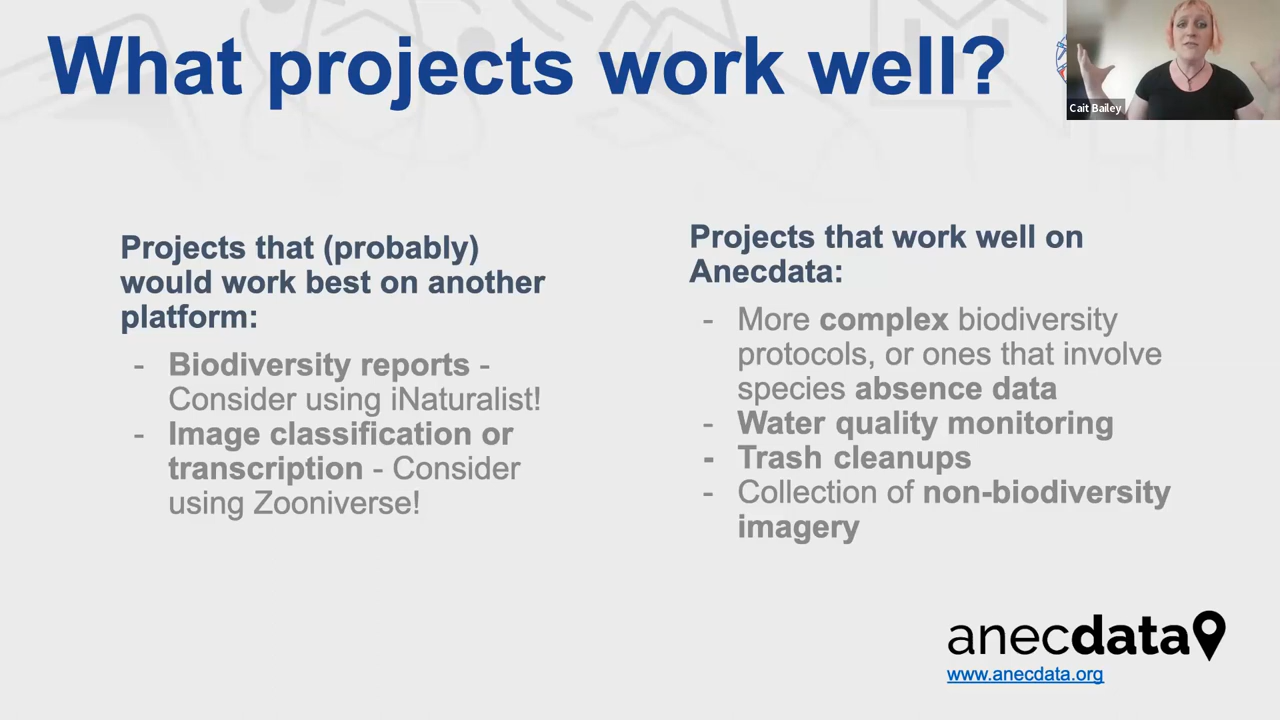 What projects work well?
Cait Bailey
Projects that (probably)
would work best on another
platform:
- Biodiversity reports -
Consider using iNaturalist!
- Image classification or
transcription - Consider
using Zooniverse!
Projects that work well on
Anecdata:
- More complex biodiversity
protocols, or ones that involve
species absence data
- Water quality monitoring
- Trash cleanups
- Collection of non-biodiversity
imagery
anecdata
www.anecdata.org